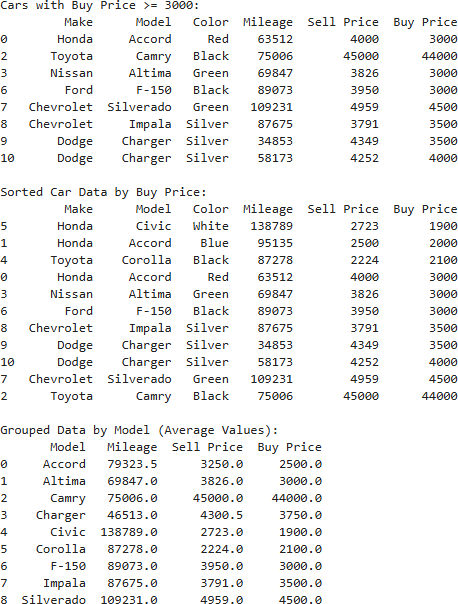 Cars with Buy Price >= 3000:
Make Model Color Mileage Sell Price Buy Price
0 Honda Accord Red 63512 4000 3000
2 Toyota Camry Black 75006 45000 44000
3 Nissan Altima Green 69847 3826 3000
6 Ford F-150 Black 89073 3950 3000
7 Chevrolet Silverado Green 109231 4959 4500
8 Chevrolet Impala Silver 87675 3791 3500
9 Dodge Charger Silver 34853 4349 3500
10 Dodge Charger Silver 58173 4252 4000
Sorted Car Data by Buy Price:
Make Model Color Mileage Sell Price Buy Price
5 Honda Civic White 138789 2723 1900
1 Honda Accord Blue 95135 2500 2000
4 Toyota Corolla Black 87278 2224 2100
0 Honda Accord Red 63512 4000 3000
3 Nissan Altima Green 69847 3826 3000
6 Ford F-150 Black 89073 3950 3000
8 Chevrolet Impala Silver 87675 3791 3500
9 Dodge Charger Silver 34853 4349 3500
10 Dodge Charger Silver 58173 4252 4000
7 Chevrolet Silverado Green 109231 4959 4500
2 Toyota Camry Black 75006 45000 44000
Grouped Data by Model (Average Values):
Model Mileage Sell Price Buy Price
0 Accord 79323.5 3250.0 2500.0
1 Altima 69847.0 3826.0 3000.0
2 Camry 75006.0 45000.0 44000.0
3 Charger 46513.0 4300.5 3750.0
4 Civic 138789.0 2723.0 1900.0
5 Corolla 87278.0 2224.0 2100.0
6 F-150 89073.0 3950.0 3000.0
7 Impala 87675.0 3791.0 3500.0
8 Silverado 109231.0 4959.0 4500.0